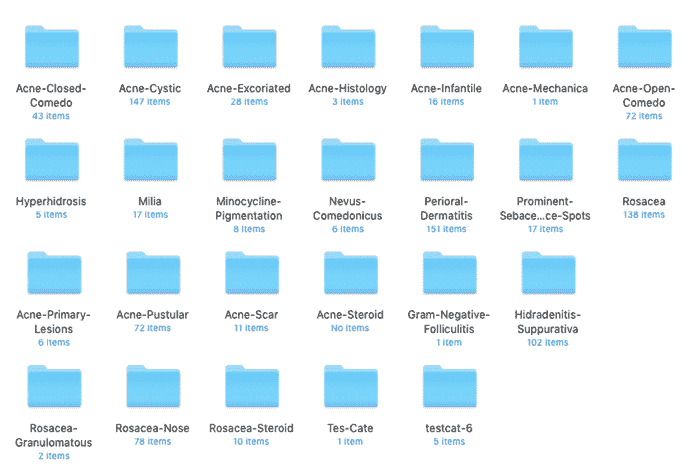 Acne-Closed-
Comedo
43 items
Acne-Cystic
147 items
Acne-Excoriated
28 items
Acne-Histology
3 items
Acne-Infantile
16 items
Acne-Mechanica
1 item
Acne-Open-
Comedo
72 items
Hyperhidrosis
5 items
Milia
17 items
Minocycline-
Pigmentation
8 items
Nevus-
Comedonicus
6 items
Perioral-
Dermatitis
151 items
Prominent-
Sebace...ce-Spots
17 items
Rosacea
138 items
Acne-Primary-
Lesions
6 items
Acne-Pustular
72 items
Acne-Scar
11 items
Acne-Steroid
No items
Gram-Negative-
Folliculitis
1 item
Hidradenitis-
Suppurativa
102 items
Rosacea-
Granulomatous
2 items
Rosacea-Nose
78 items
Rosacea-Steroid
10 items
Tes-Cate
1 item
testcat-6
5 items